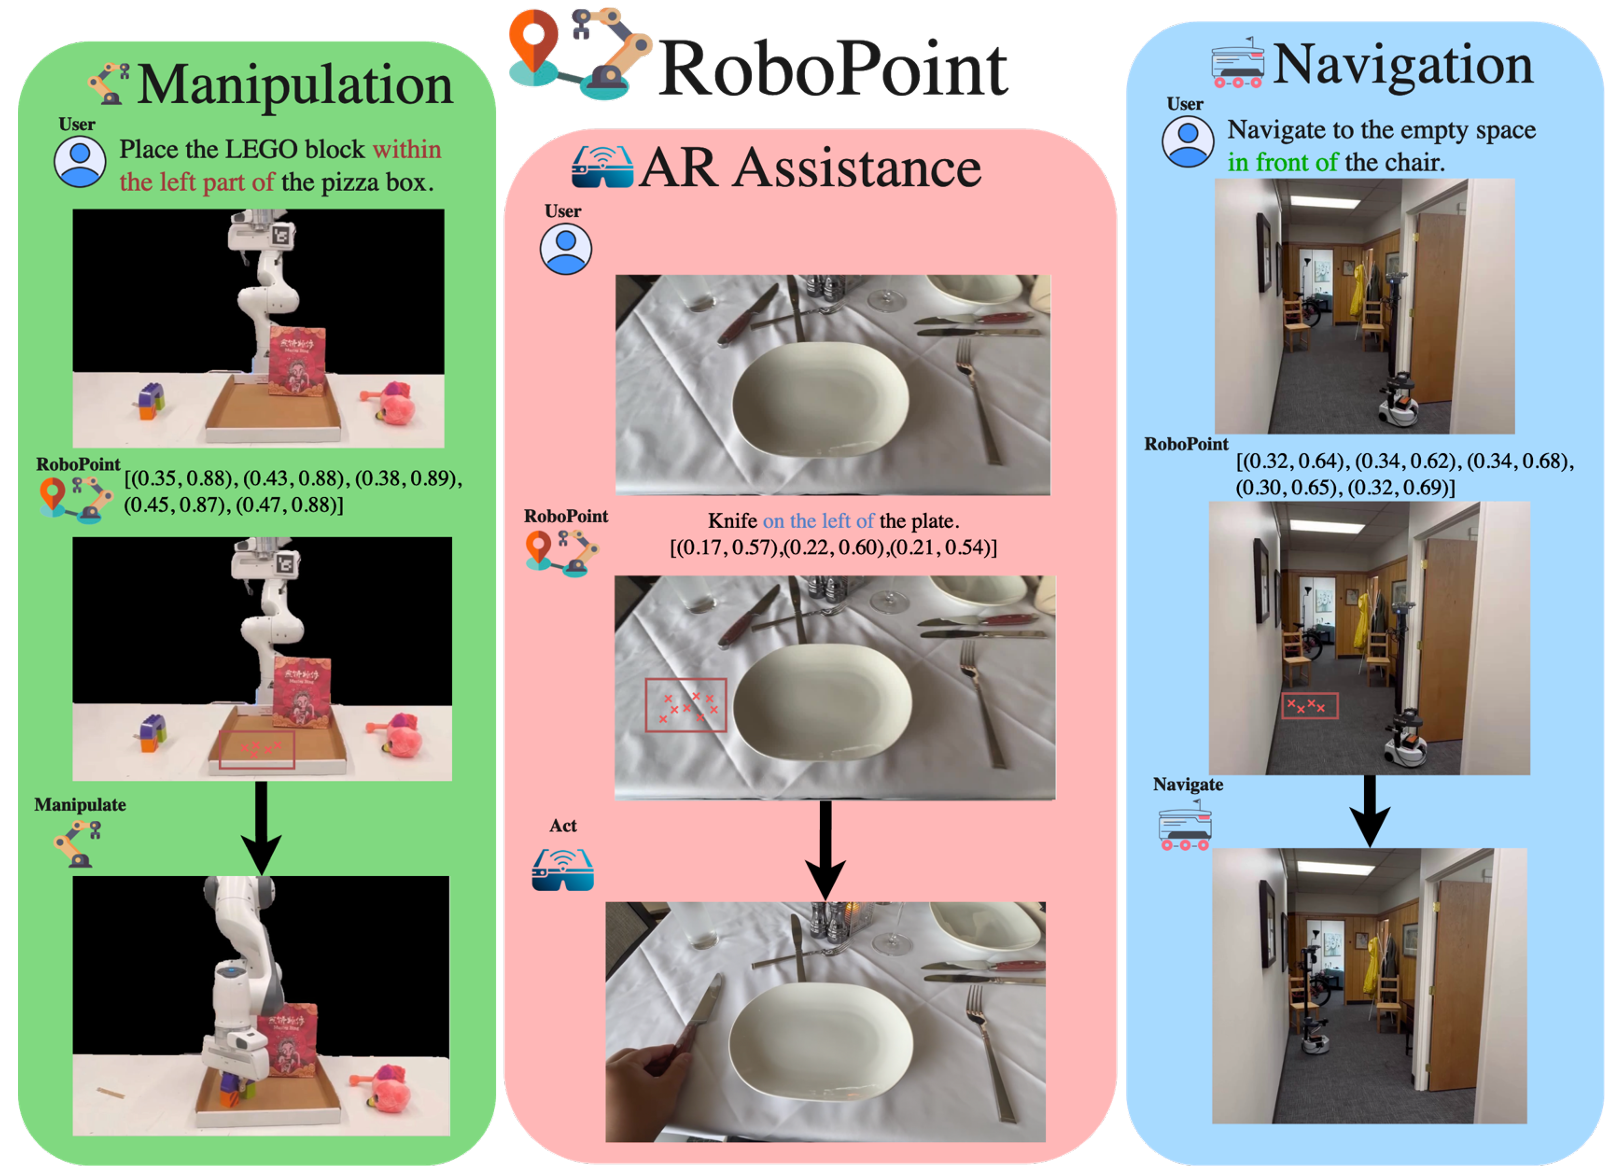 RoboPoint
Manipulation
User
Place the LEGO block within
the left part of the pizza box.
RoboPoint
[(0.35, 0.88), (0.43, 0.88), (0.38, 0.89),
(0.45, 0.87), (0.47, 0.88)]
Manipulate
AR Assistance
User
RoboPoint
Knife on the left of the plate.
[(0.17, 0.57),(0.22, 0.60),(0.21, 0.54)]
Act
Navigation
User
Navigate to the empty space
in front of the chair.
RoboPoint
[(0.32, 0.64), (0.34, 0.62), (0.34, 0.68),
(0.30, 0.65), (0.32, 0.69)]
Navigate